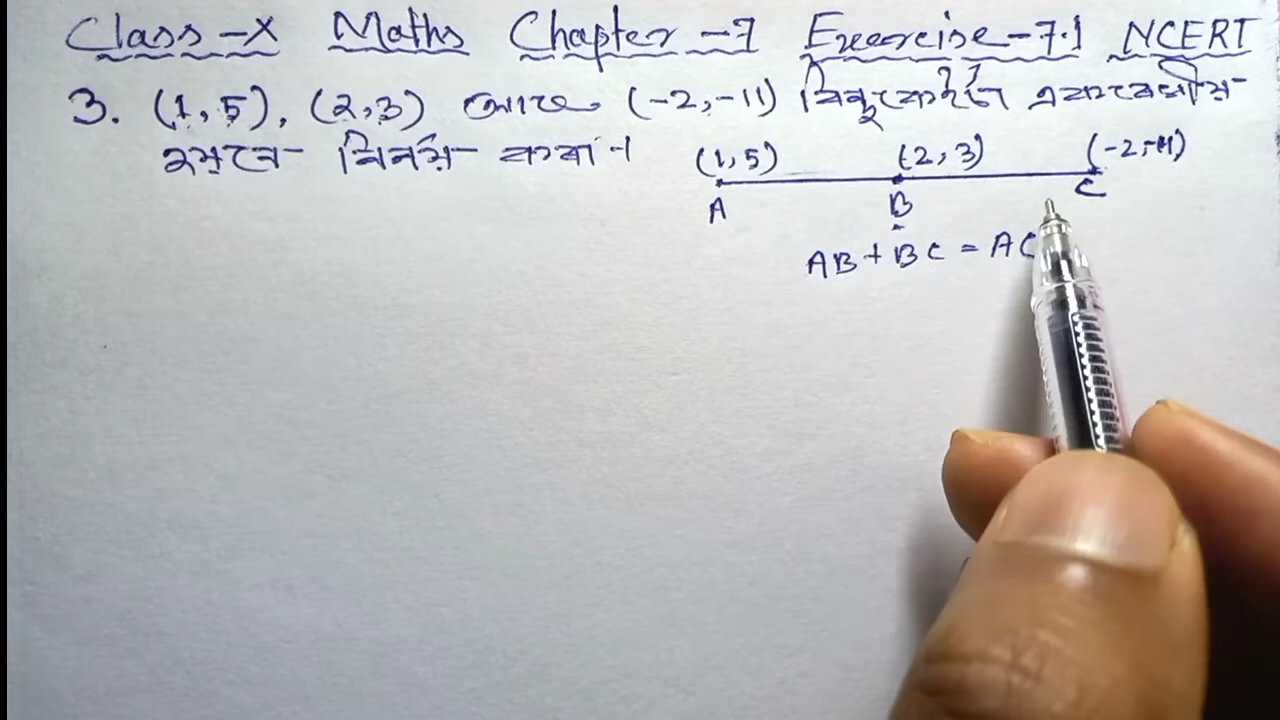 Class-X Maths Chapter-7 Exercise-7.1 NCERT
3. (1,5), (2,3) আৰু (-2,-11) বিন্দুকেইটা একৰেখীয়
হয়নে নিৰ্ণয় কৰা।
(1,5) (2,3) (-2,-11)
A B C
AB+BC=AC